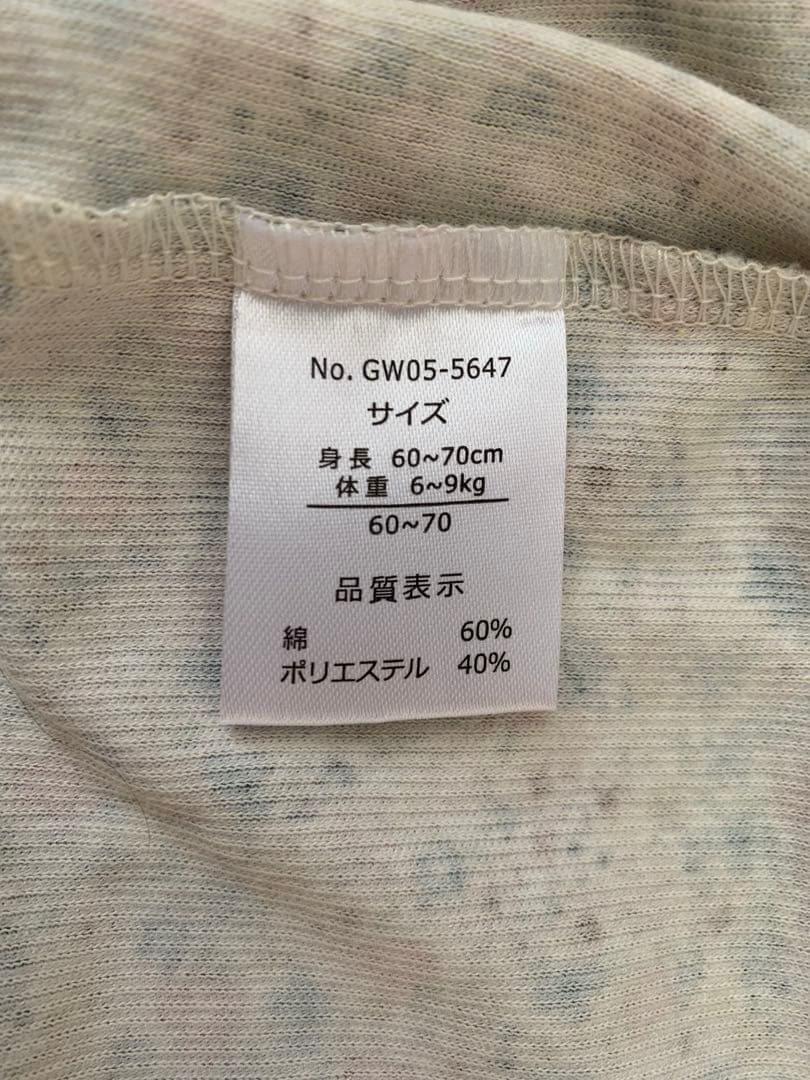 No. GW05-5647
サイズ
身長 60~70cm
体重 6~9kg
60~70
品質表示
綿 60%
ポリエステル 40%